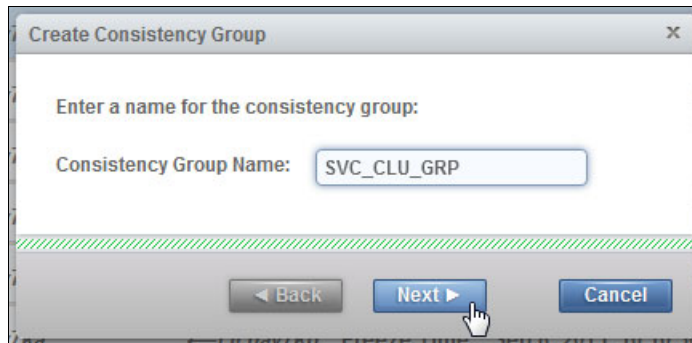 Create Consistency Group
Enter a name for the consistency group:
Consistency Group Name: SVC_CLU_GRP
Back Next Cancel